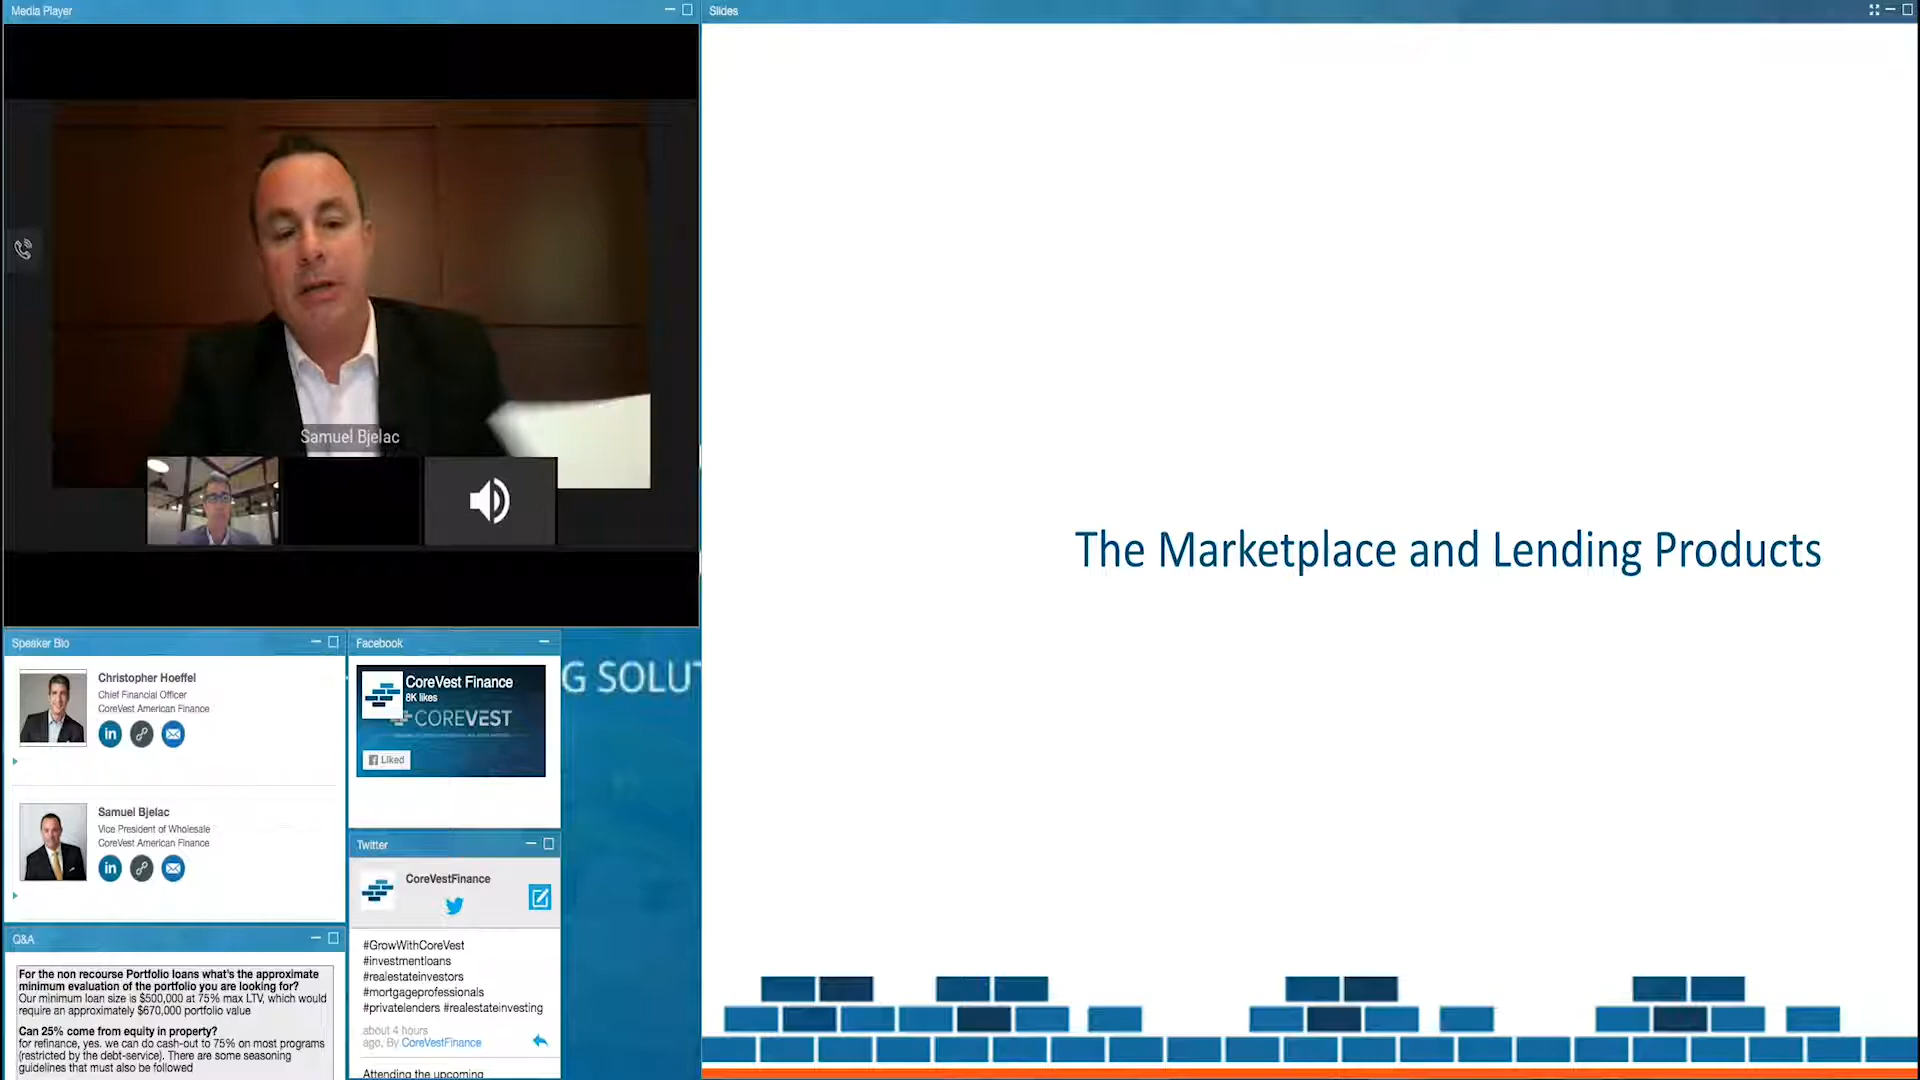 Media Player
Samuel Bjelac
Slides
The Marketplace and Lending Products
Speaker Bio
Christopher Hoeffel
Chief Financial Officer
CoreVest American Finance
in
Samuel Bjelac
Vice President of Wholesale
CoreVest American Finance
in
Q&A
For the non recourse Portfolio loans what's the approximate
minimum evaluation of the portfolio you are looking for?
Our minimum loan size is $500,000 at 75% max LTV, which would
require an approximately $670,000 portfolio value
Can 25% come from equity in property?
for refinance, yes. we can do cash-out to 75% on most programs
(restricted by the debt-service). There are some seasoning
guidelines that must also be followed
Facebook
CoreVest Finance
8K likes
COREVEST
Liked
G SOLUT
Twitter
CoreVestFinance
#GrowWithCoreVest
#investmentloans
#realestateinvestors
#mortgageprofessionals
#privatelenders #realestateinvesting
about 4 hours
ago, By CoreVestFinance
Attending the upcoming